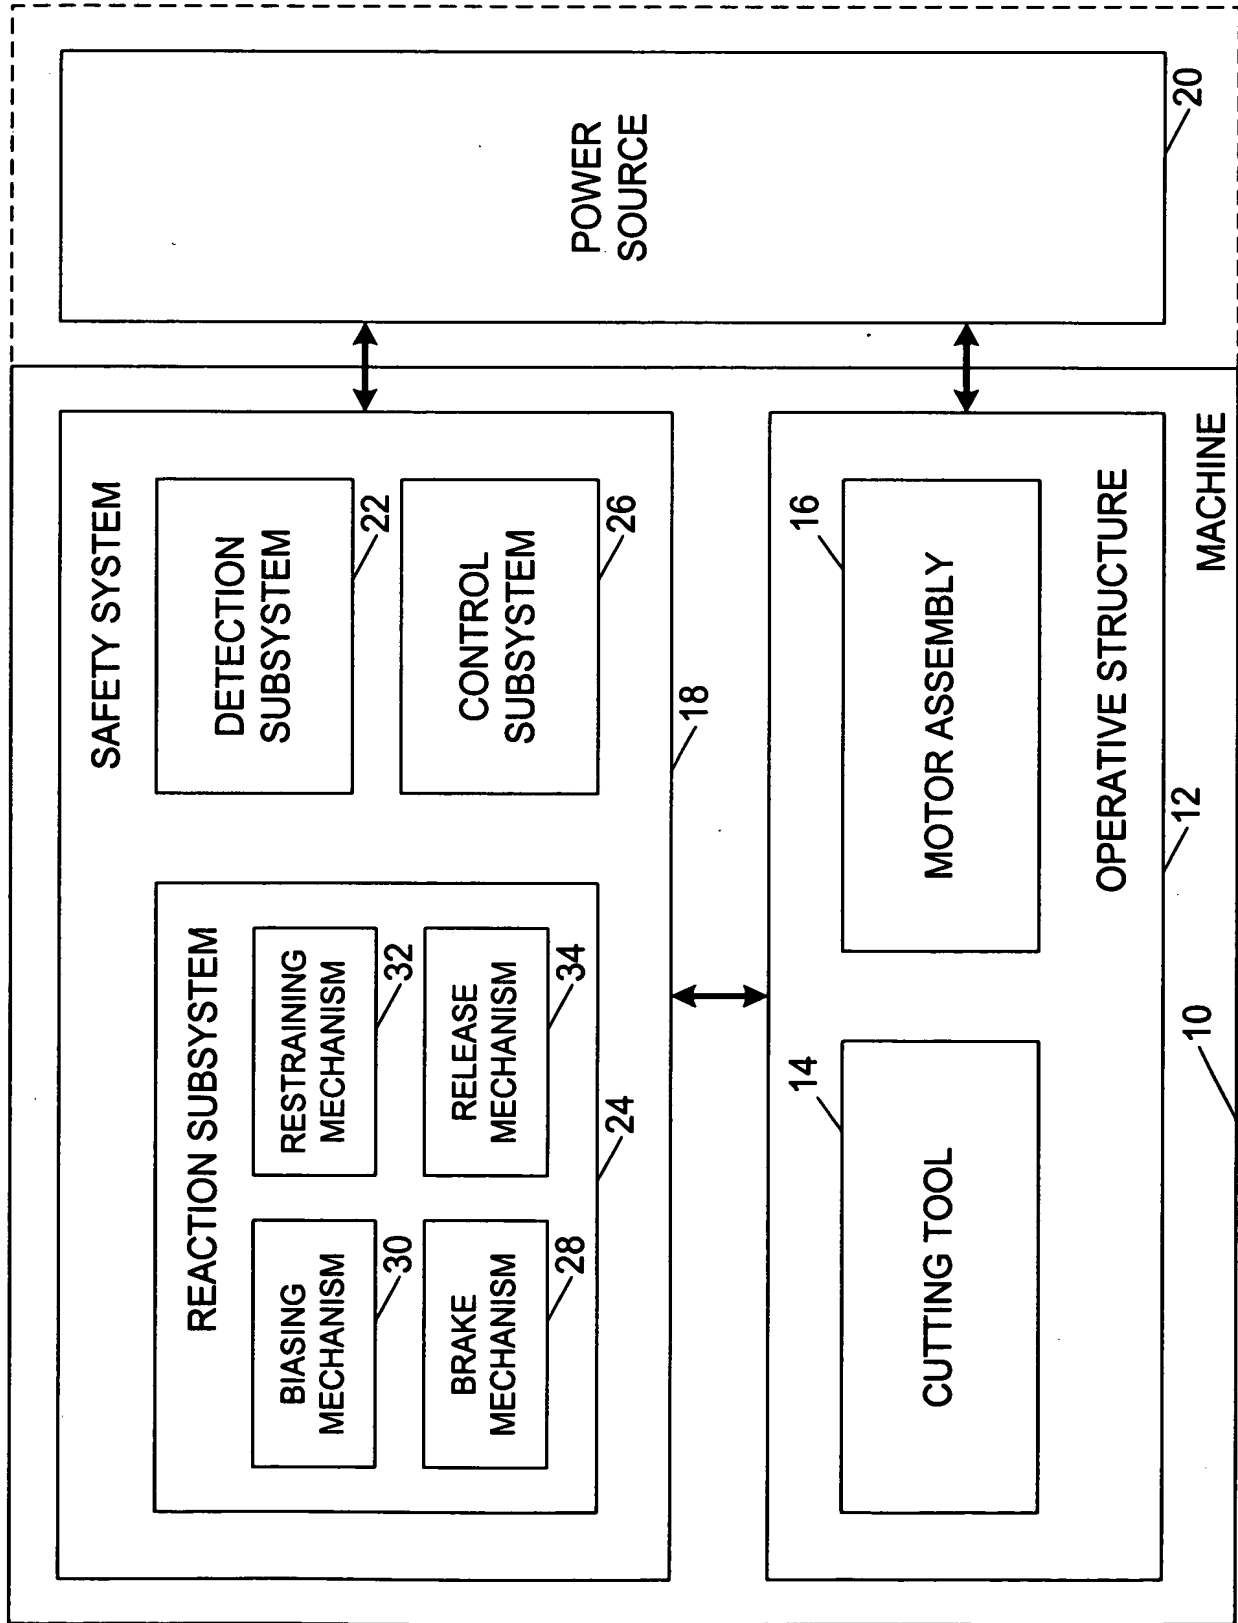 SAFETY SYSTEM
REACTION SUBSYSTEM
BIASING
MECHANISM
30
RESTRAINING
MECHANISM
32
BRAKE
MECHANISM
28
RELEASE
MECHANISM
34
24
DETECTION
SUBSYSTEM
22
CONTROL
SUBSYSTEM
26
18
14
CUTTING TOOL
16
MOTOR ASSEMBLY
OPERATIVE STRUCTURE
12
MACHINE
10
POWER
SOURCE
20